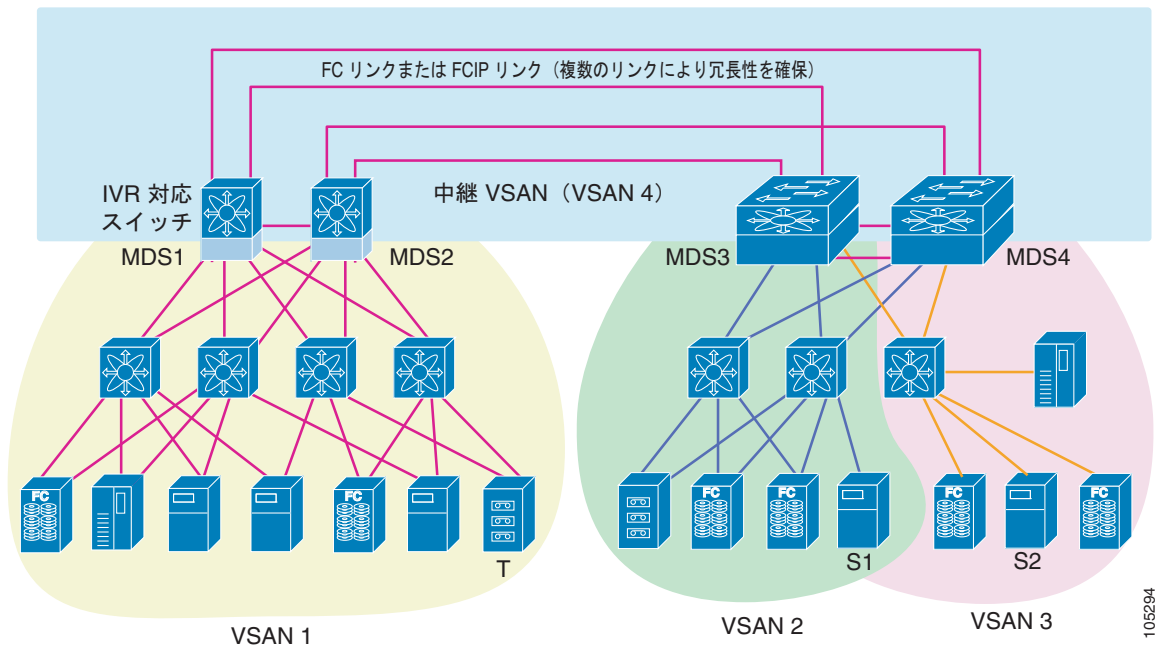 FC リンクまたは FCIP リンク（複数のリンクにより冗長性を確保）
IVR 対応
スイッチ
中継 VSAN（VSAN 4）
MDS1
MDS2
MDS3
MDS4
FC
FC
FC
FC
FC
FC
T
S1
S2
VSAN 1
VSAN 2
VSAN 3
105294